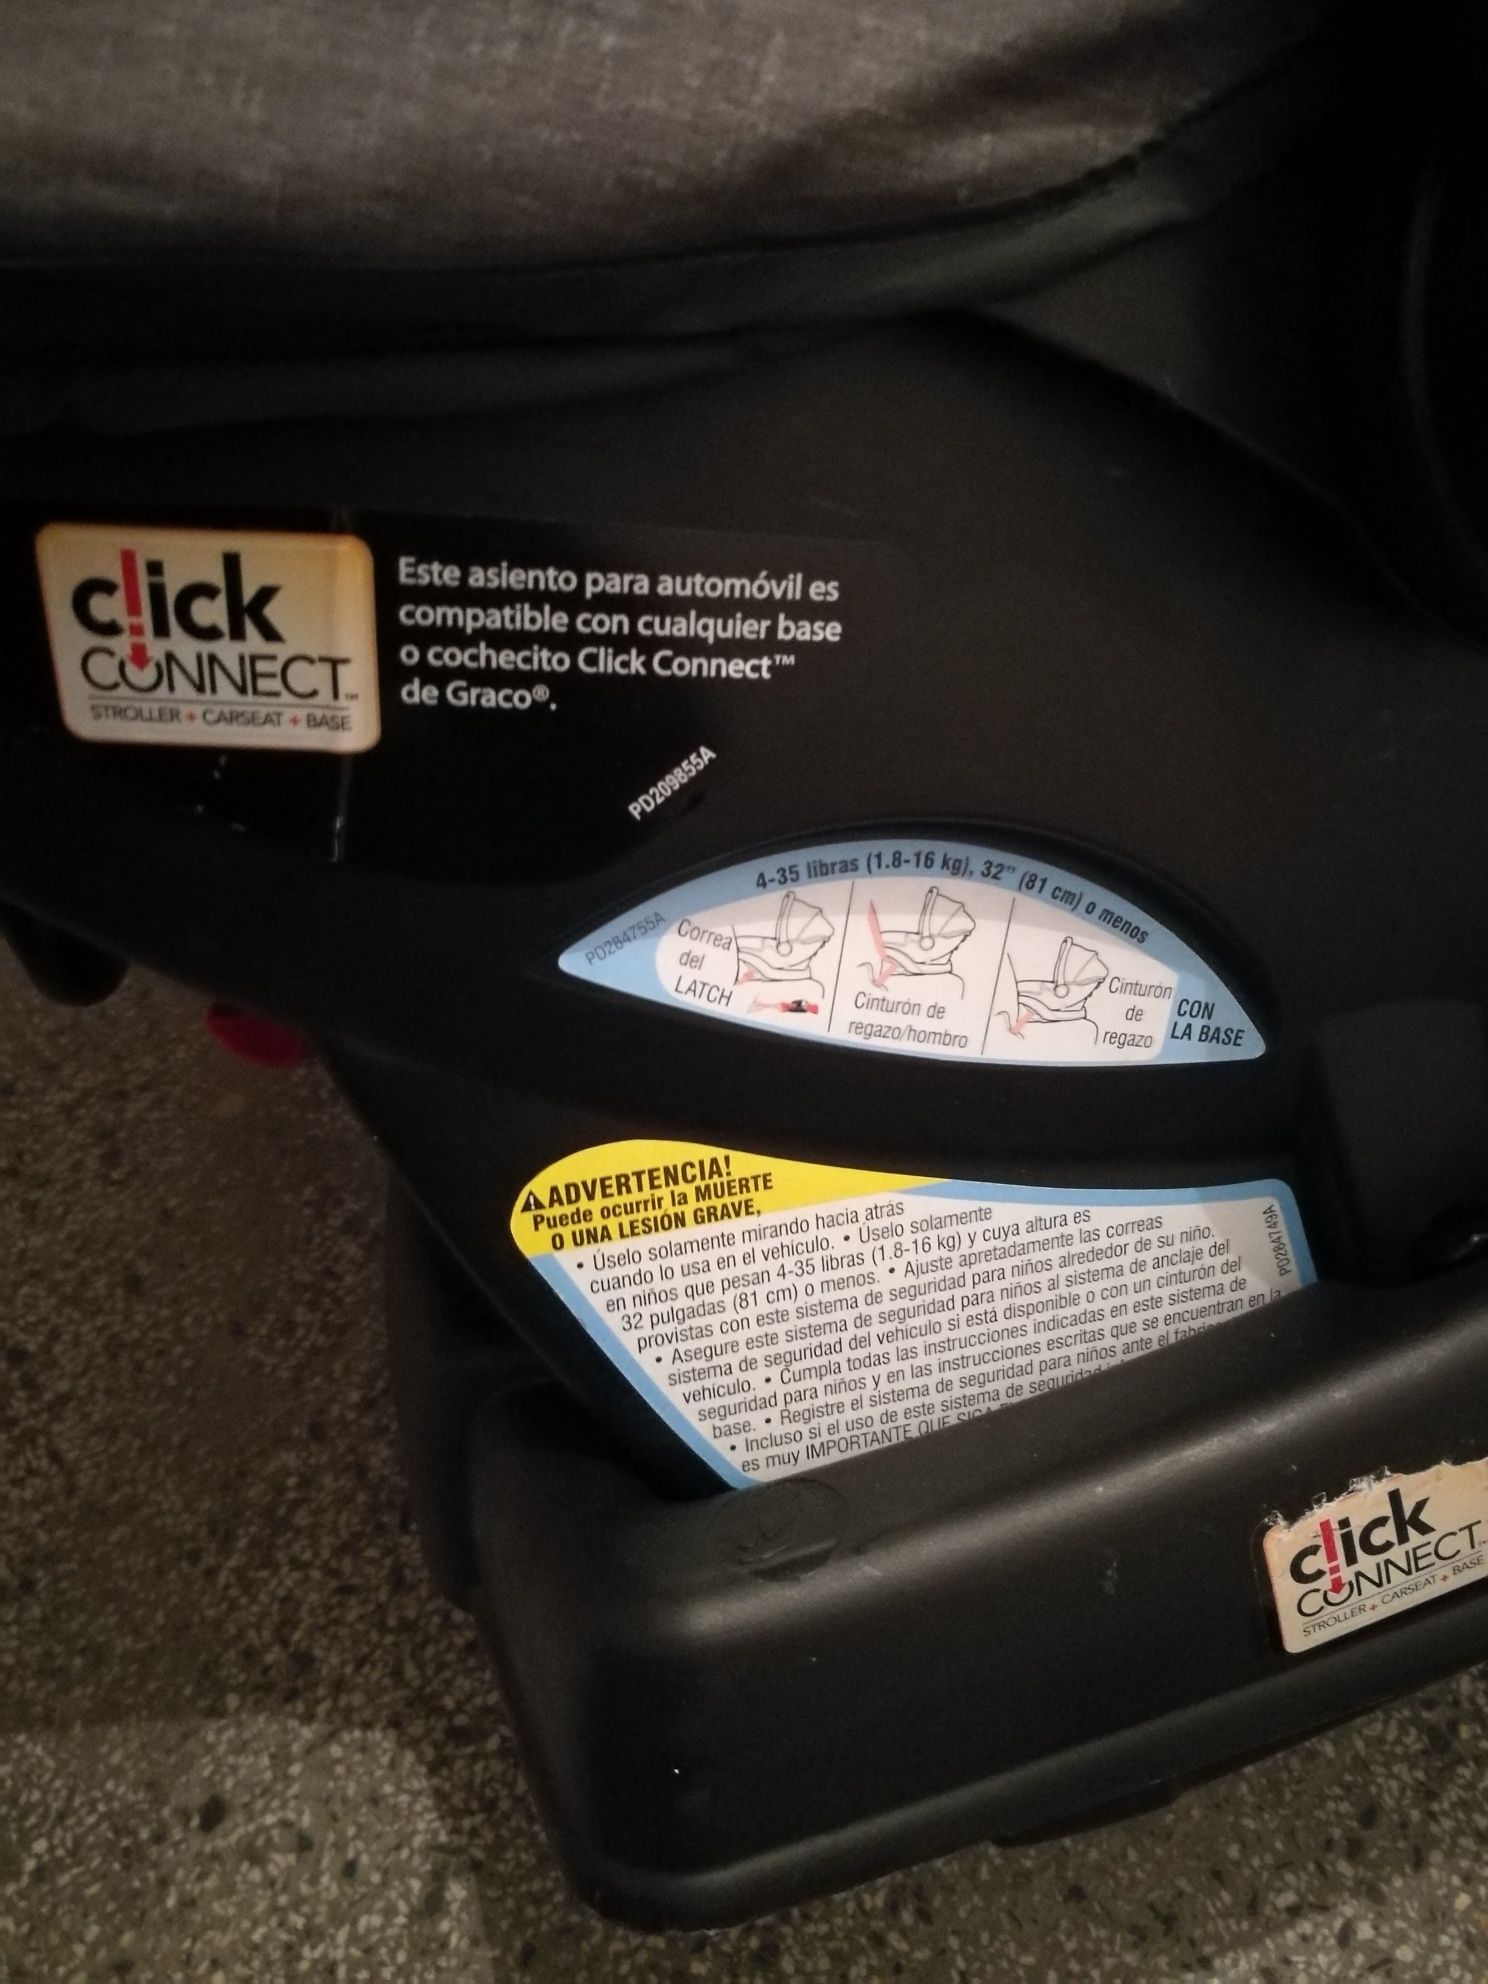 click
CONNECT™
STROLLER + CARSEAT + BASE
Este asiento para automóvil es
compatible con cualquier base
o cochecito Click Connect™
de Graco®.
PD209855A
4-35 libras (1.8-16 kg), 32" (81 cm) o menos
PD284755A
Correa
del
LATCH
Cinturón de
regazo/hombro
Cinturón
de
regazo
CON
LA BASE
ADVERTENCIA!
Puede ocurrir la MUERTE
O UNA LESIÓN GRAVE,
• Úselo solamente mirando hacia atrás
cuando lo usa en el vehículo. • Úselo solamente
en niños que pesan 4-35 libras (1.8-16 kg) y cuya altura es
32 pulgadas (81 cm) o menos. • Ajuste apretadamente las correas
provistas con este sistema de seguridad para niños alrededor de su niño.
• Asegure este sistema de seguridad para niños al sistema de anclaje del
sistema de seguridad del vehículo si está disponible o con un cinturón del
vehículo. • Cumpla todas las instrucciones indicadas en este sistema de
seguridad para niños y en las instrucciones escritas que se encuentran en la
base. • Registre el sistema de seguridad para niños ante el
• Incluso si el uso de este sistema de seguridad
es muy IMPORTANTE QUE SIGA
PD284749A
click
CONNECT™
STROLLER + CARSEAT + BASE